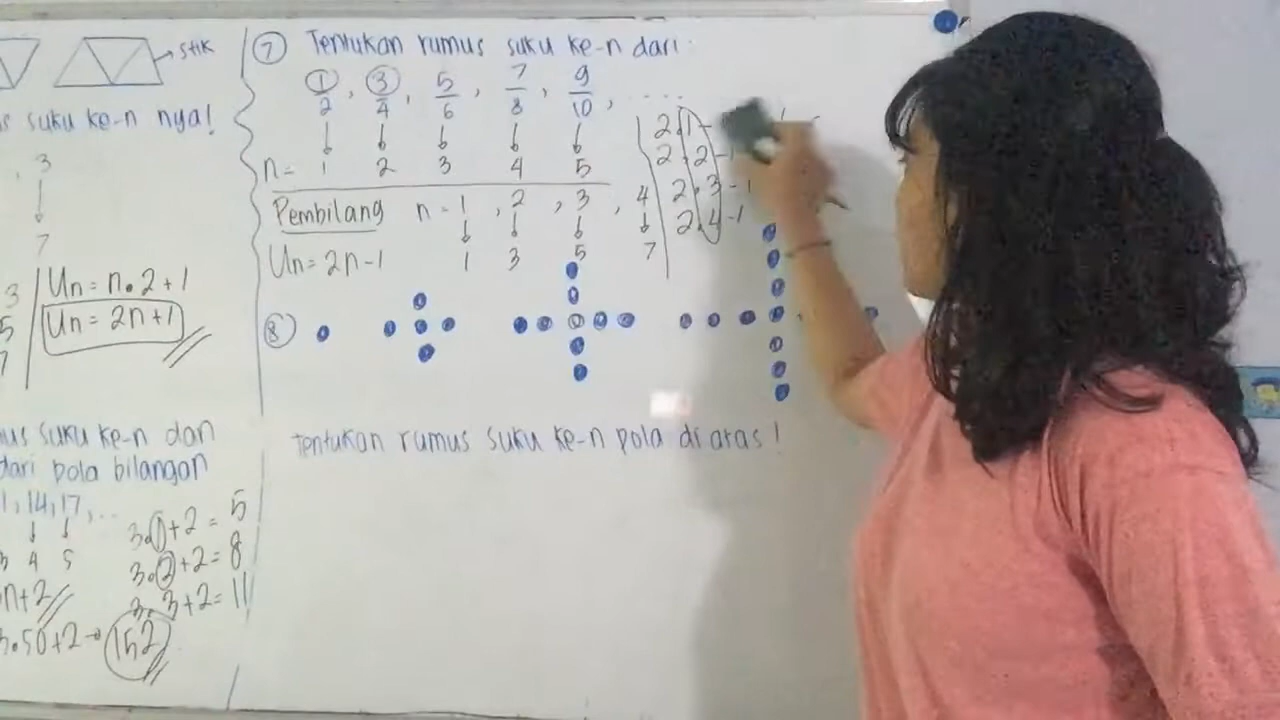 stik
s suku ke-n nya!
, 3
7
3
5
7
Un = n.2+1
Un = 2n+1
us suku ke-n dan
dari pola bilangan
1, 14, 17, ...
3 4 5
n+2
3.1+2 = 5
3.2+2 = 8
3.3+2 = 11
3.50+2 → 152
7 Tentukan rumus suku ke-n dari:
1/2, 3/4, 5/6, 7/8, 9/10, ....
n = 1 2 3 4 5
Pembilang n = 1, 2, 3, 4
Un = 2n-1 1 3 5 7
2.1-
2.2-1
2.3-1
2.4-1
8
Tentukan rumus suku ke-n pola di atas!